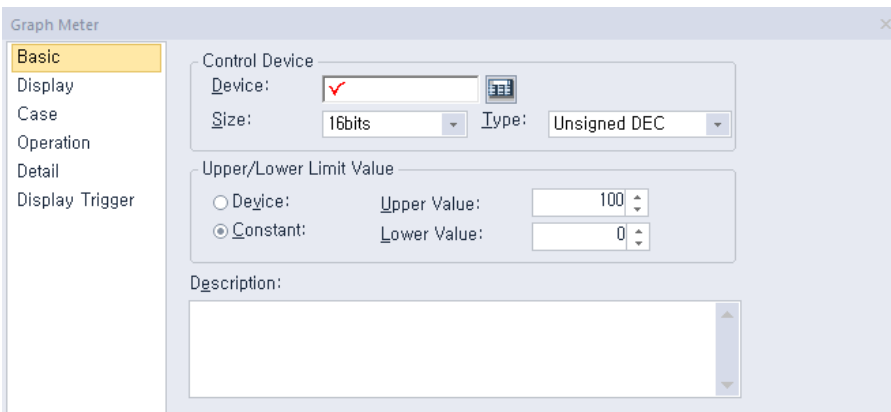 Graph Meter
Basic
Display
Case
Operation
Detail
Display Trigger
Control Device
Device:
Size: 16bits Type: Unsigned DEC
Upper/Lower Limit Value
Device: Upper Value: 100
Constant: Lower Value: 0
Description: